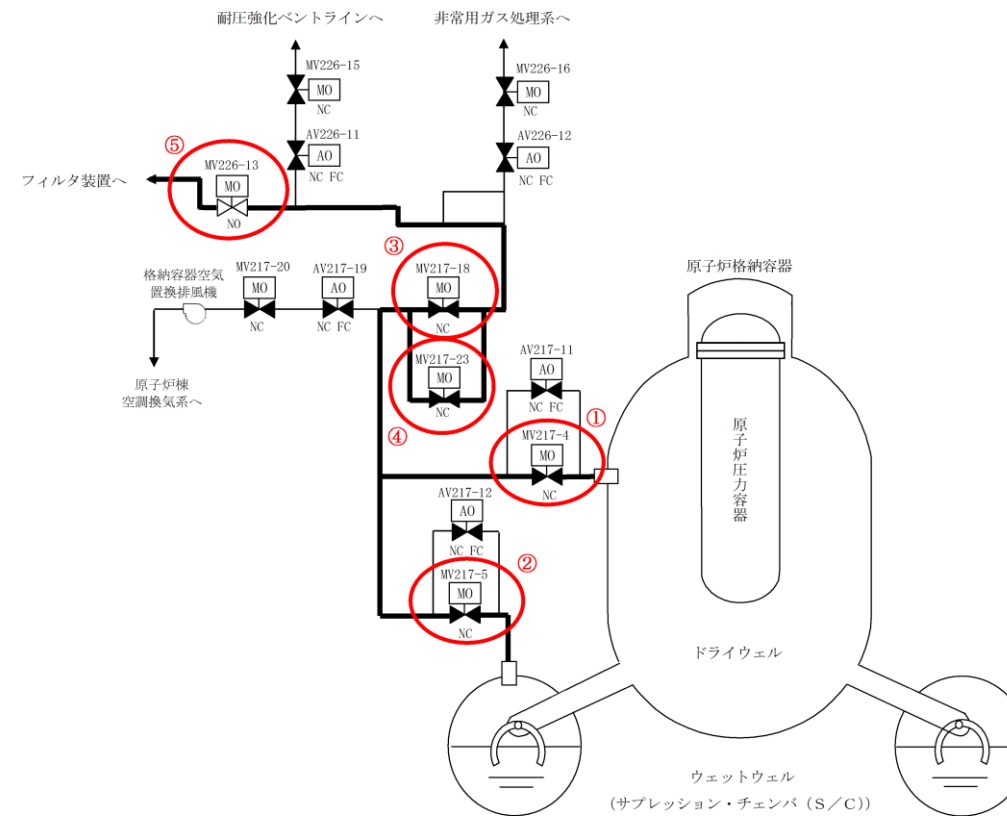 耐圧強化ベントラインへ
非常用ガス処理系へ
MV226-15
MO
NC
MV226-16
MO
NC
AV226-11
AO
NC FC
AV226-12
AO
NC FC
⑤
MV226-13
MO
NO
フィルタ装置へ
③
MV217-18
MO
NC
原子炉格納容器
格納容器空気
置換排風機
MV217-20
MO
NC
AV217-19
AO
NC FC
原子炉棟
空調換気系へ
MV217-23
MO
NC
④
AV217-11
AO
NC FC
①
MV217-4
MO
NC
原子炉圧力容器
AV217-12
AO
NC FC
②
MV217-5
MO
NC
ドライウェル
ウェットウェル
（サプレッション・チェンバ（Ｓ／Ｃ））